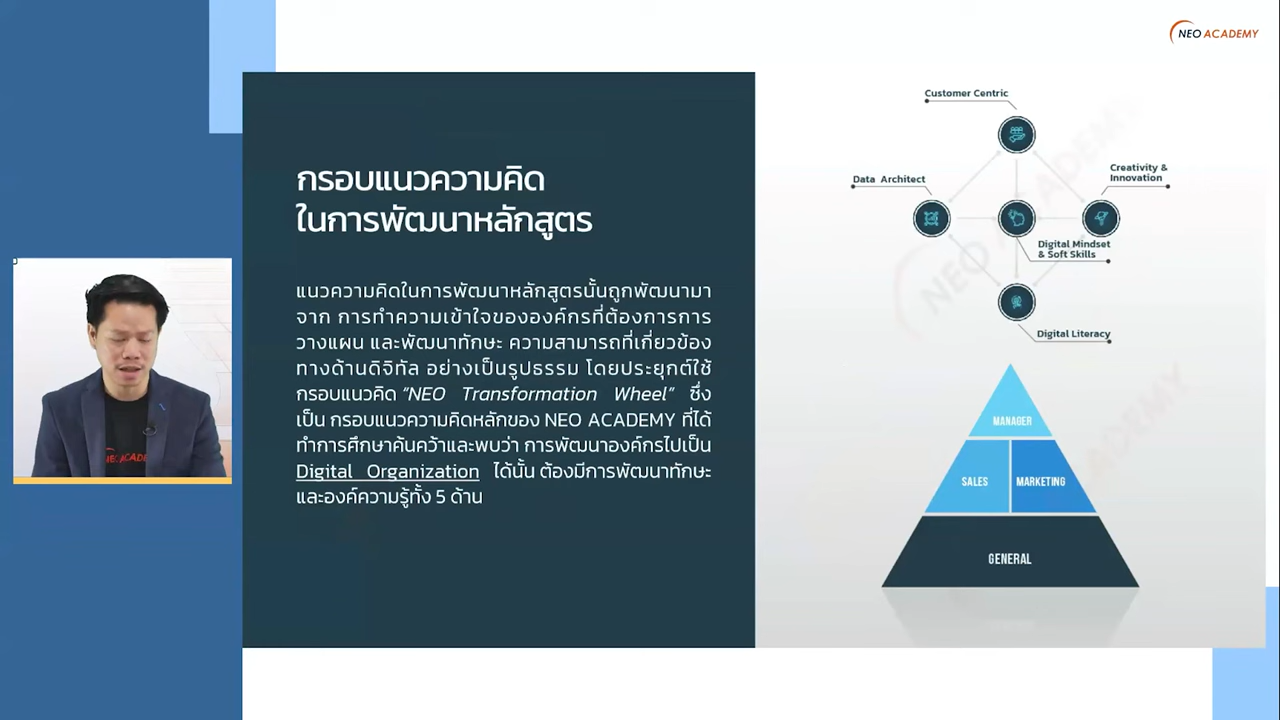 NEO ACADEMY
กรอบแนวความคิด
ในการพัฒนาหลักสูตร
แนวความคิดในการพัฒนาหลักสูตรนั้นถูกพัฒนามา
จาก การทำความเข้าใจขององค์กรที่ต้องการการ
วางแผน และพัฒนาทักษะ ความสามารถที่เกี่ยวข้อง
ทางด้านดิจิทัล อย่างเป็นรูปธรรม โดยประยุกต์ใช้
กรอบแนวคิด “NEO Transformation Wheel” ซึ่ง
เป็น กรอบแนวความคิดหลักของ NEO ACADEMY ที่ได้
ทำการศึกษาค้นคว้าและพบว่า การพัฒนาองค์กรไปเป็น
Digital Organization ได้นั้น ต้องมีการพัฒนาทักษะ
และองค์ความรู้ทั้ง 5 ด้าน
Customer Centric
Data Architect
Creativity &
Innovation
Digital Mindset
& Soft Skills
Digital Literacy
MANAGER
SALES
MARKETING
GENERAL
NEO ACADEMY